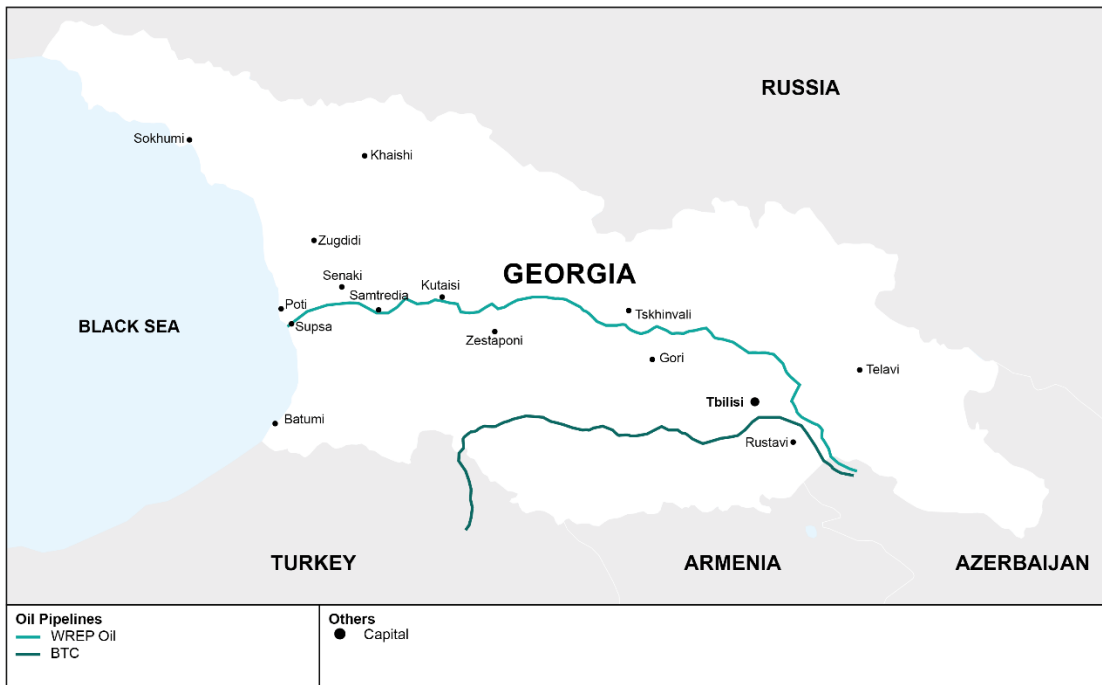 RUSSIA
Sokhumi
Khaishi
Zugdidi
GEORGIA
Senaki
Kutaisi
Samtredia
Poti
Tskhinvali
BLACK SEA
Supsa
Zestaponi
Gori
Telavi
Tbilisi
Batumi
Rustavi
TURKEY
ARMENIA
AZERBAIJAN
Oil Pipelines
WREP Oil
BTC
Others
Capital